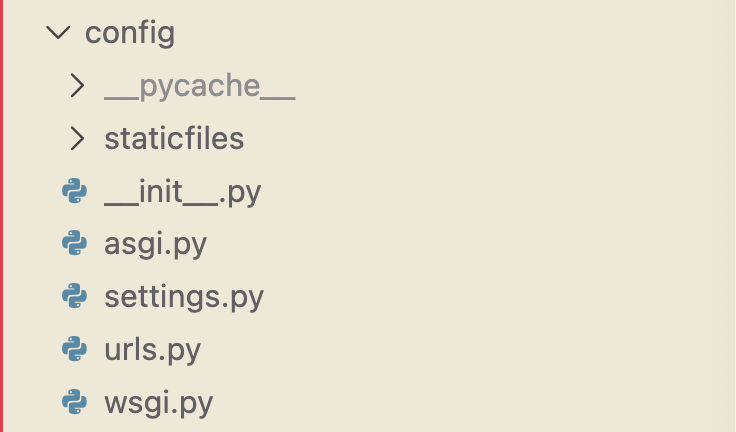 config
__pycache__
staticfiles
__init__.py
asgi.py
settings.py
urls.py
wsgi.py